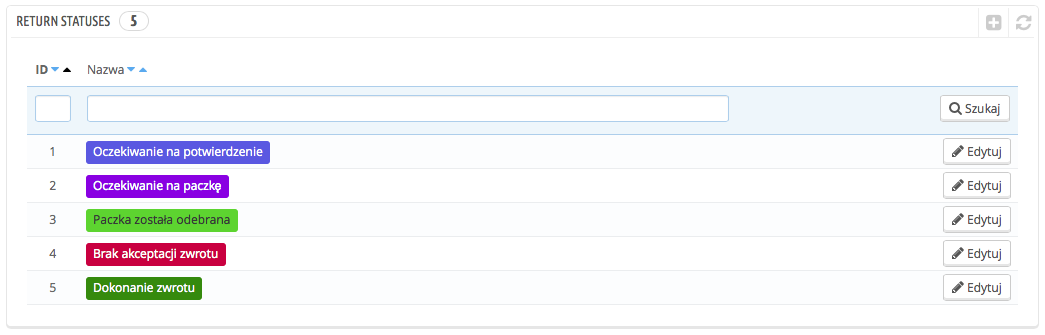 RETURN STATUSES 5
ID Nazwa
Szukaj
1 Oczekiwanie na potwierdzenie Edytuj
2 Oczekiwanie na paczkę Edytuj
3 Paczka została odebrana Edytuj
4 Brak akceptacji zwrotu Edytuj
5 Dokonanie zwrotu Edytuj